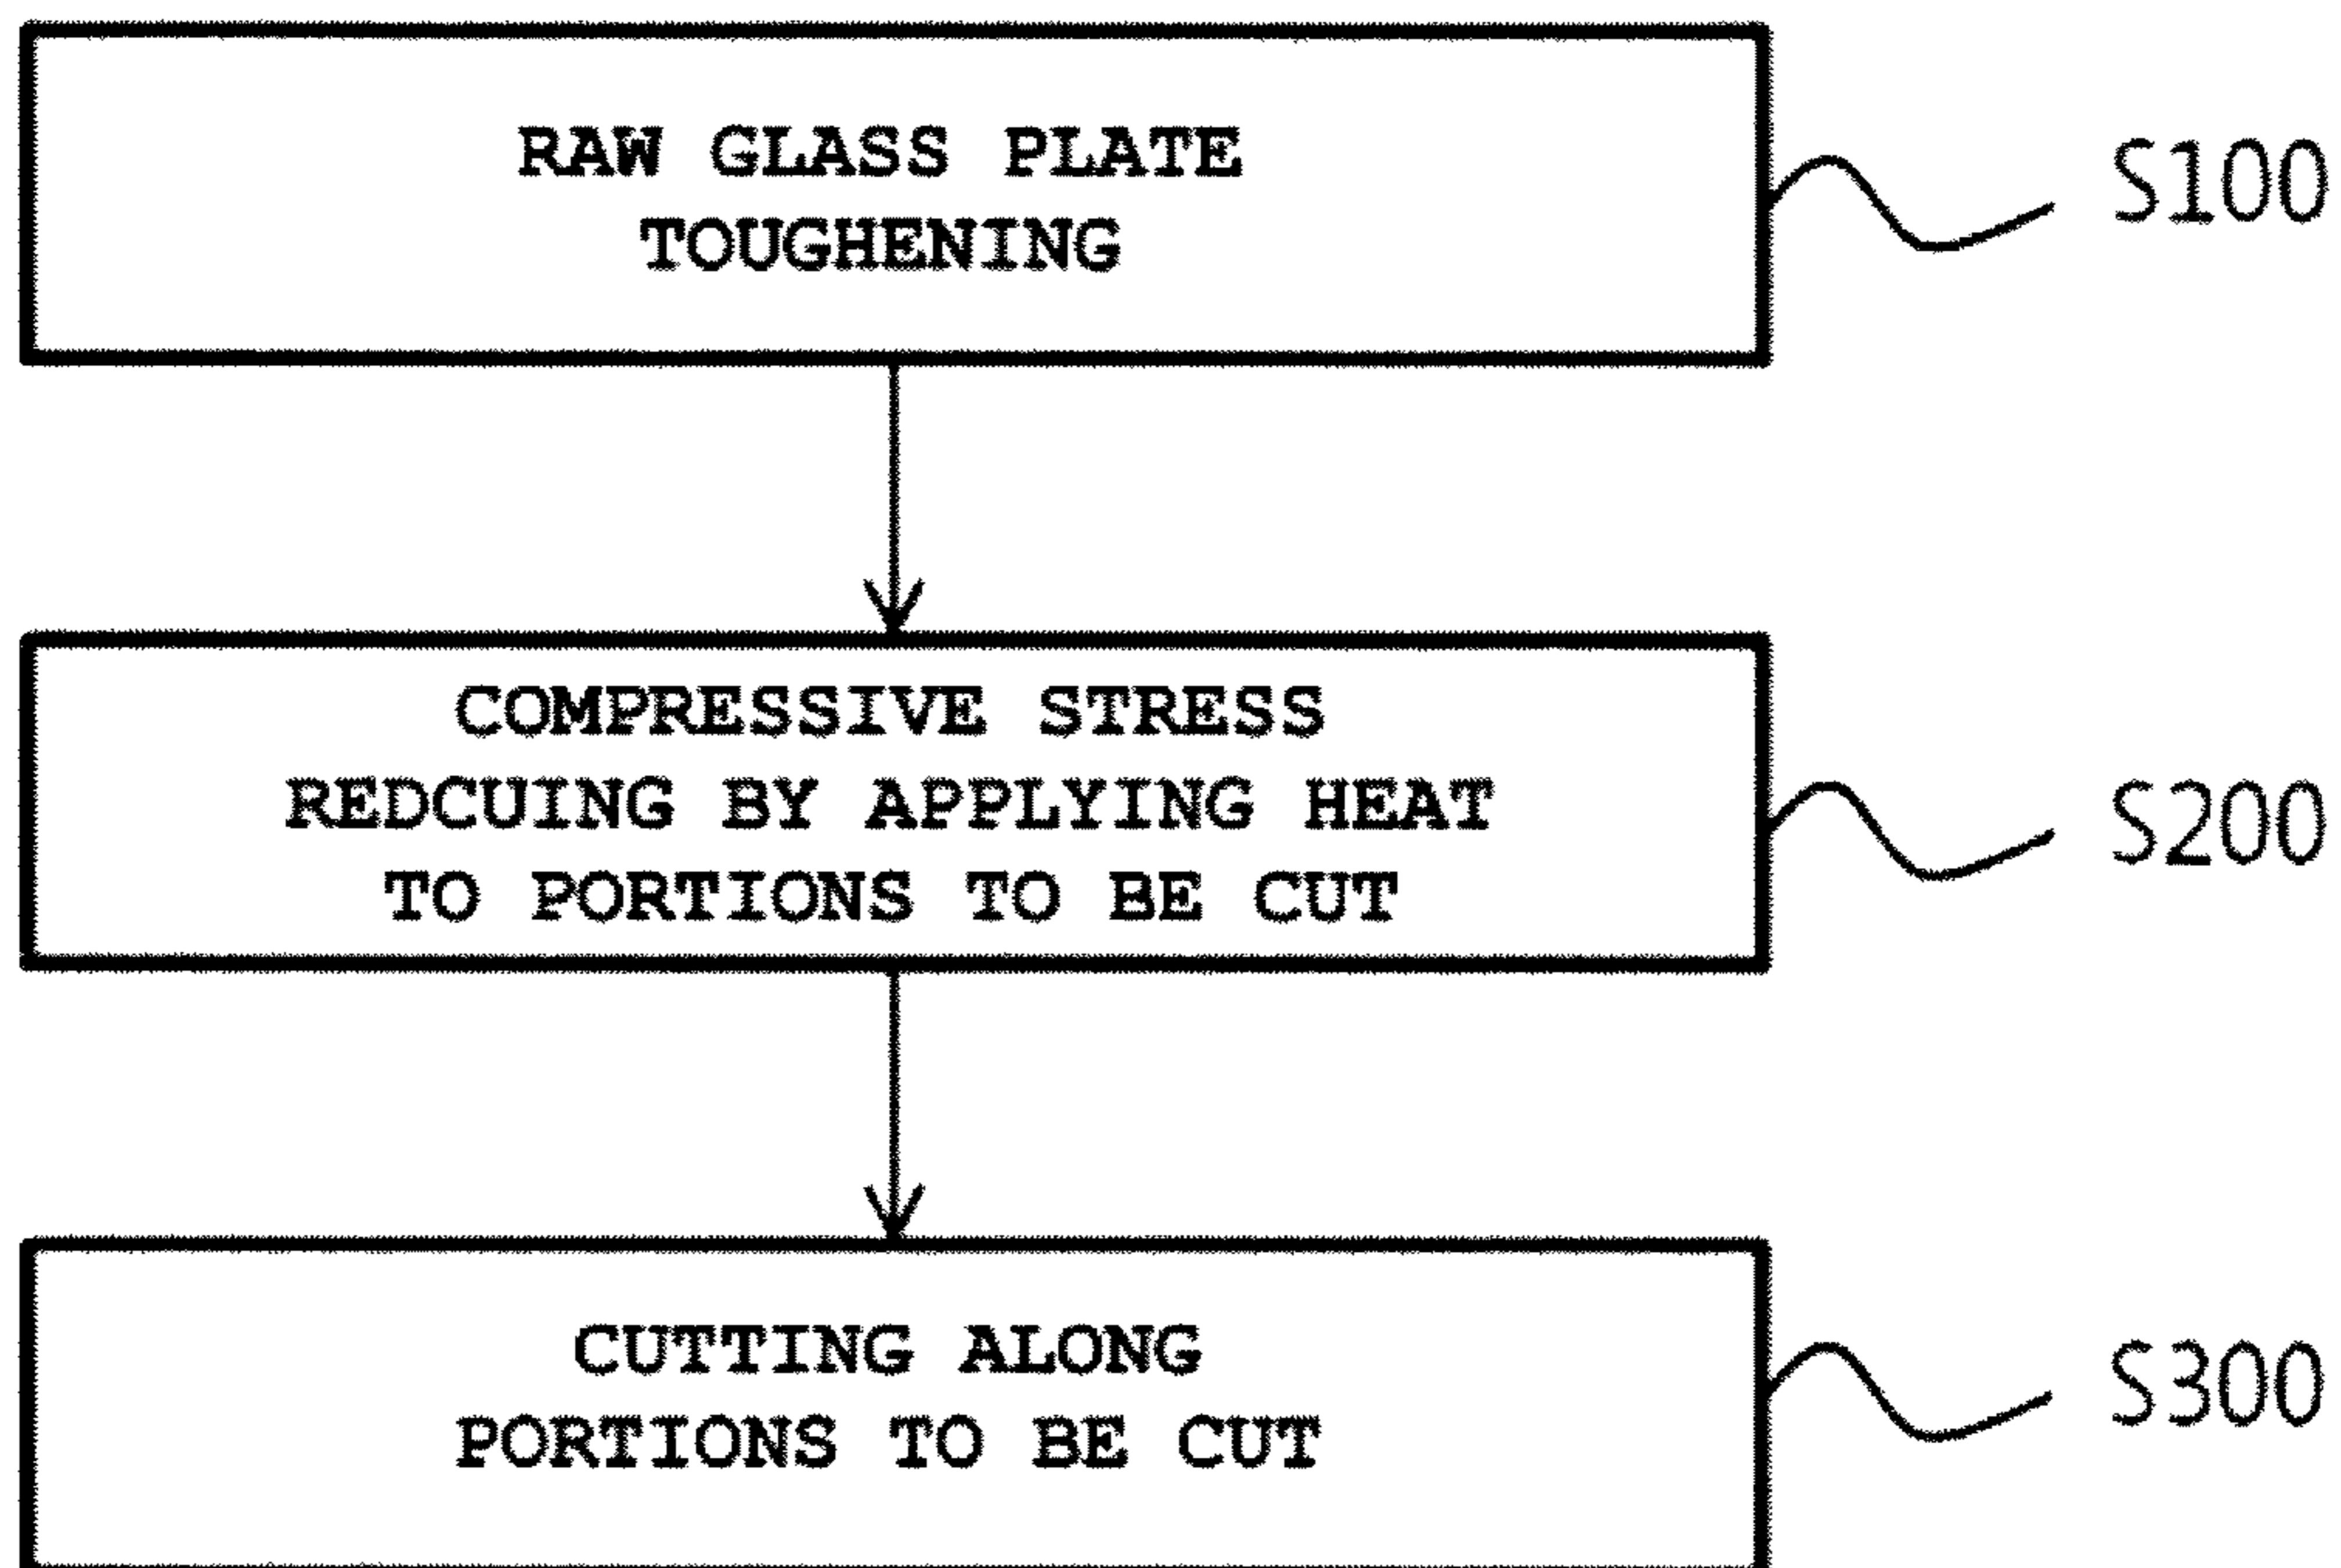 RAW GLASS PLATE
TOUGHENING
S100
COMPRESSIVE STRESS
REDCUING BY APPLYING HEAT
TO PORTIONS TO BE CUT
S200
CUTTING ALONG
PORTIONS TO BE CUT
S300